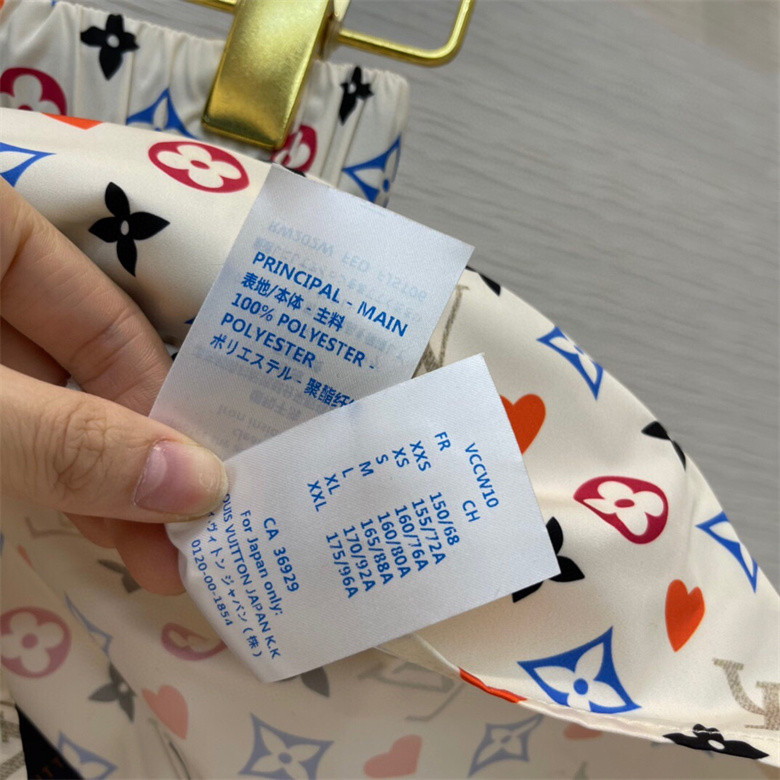 PRINCIPAL - MAIN
表地/本体 - 主料
100% POLYESTER -
POLYESTER
ポリエステル - 聚酯纤
VCCW10
FR CH
XXS 150/68
XS 155/72A
S 160/76A
M 160/80A
L 165/88A
XL 170/92A
XXL 175/96A
CA 36929
For Japan only:
OUIS VUITTON JAPAN K.K
ヴィトン ジャパン (株)
0120-00-1854